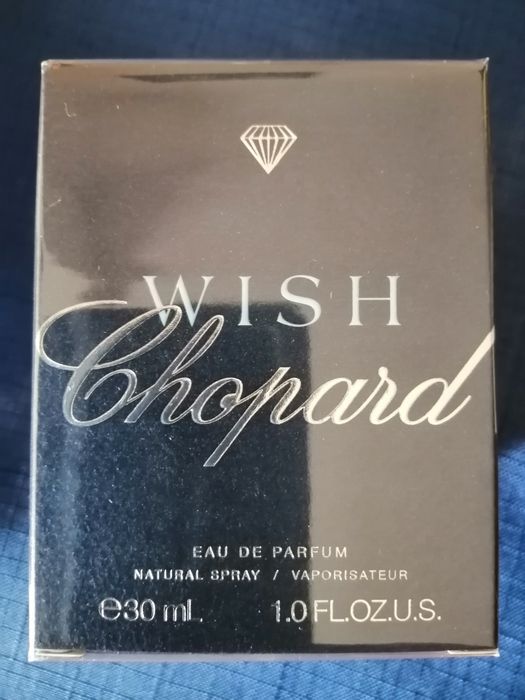 WISH
Chopard
EAU DE PARFUM
NATURAL SPRAY / VAPORISATEUR
℮30 mL 1.0 FL.OZ.U.S.